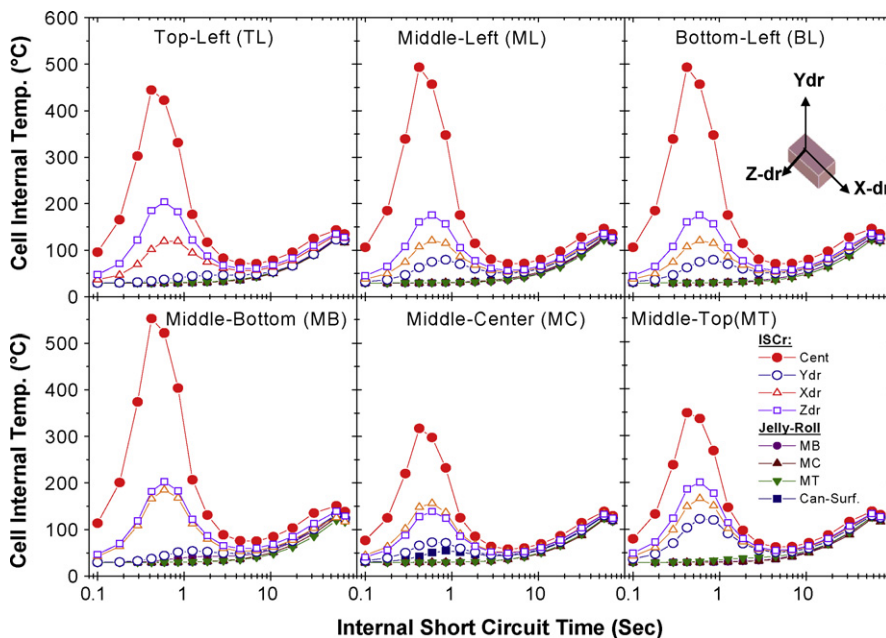 Top-Left (TL)
Middle-Left (ML)
Bottom-Left (BL)
600
500
400
300
200
100
0
Cell Internal Temp. (°C)
Ydr
Z-dr
X-dr
Middle-Bottom (MB)
Middle-Center (MC)
Middle-Top(MT)
500
400
300
200
100
0
Cell Internal Temp. (°C)
ISCr:
Cent
Ydr
Xdr
Zdr
Jelly-Roll
MB
MC
MT
Can-Surf.
0.1 1 10
0.1 1 10
0.1 1 10
Internal Short Circuit Time (Sec)